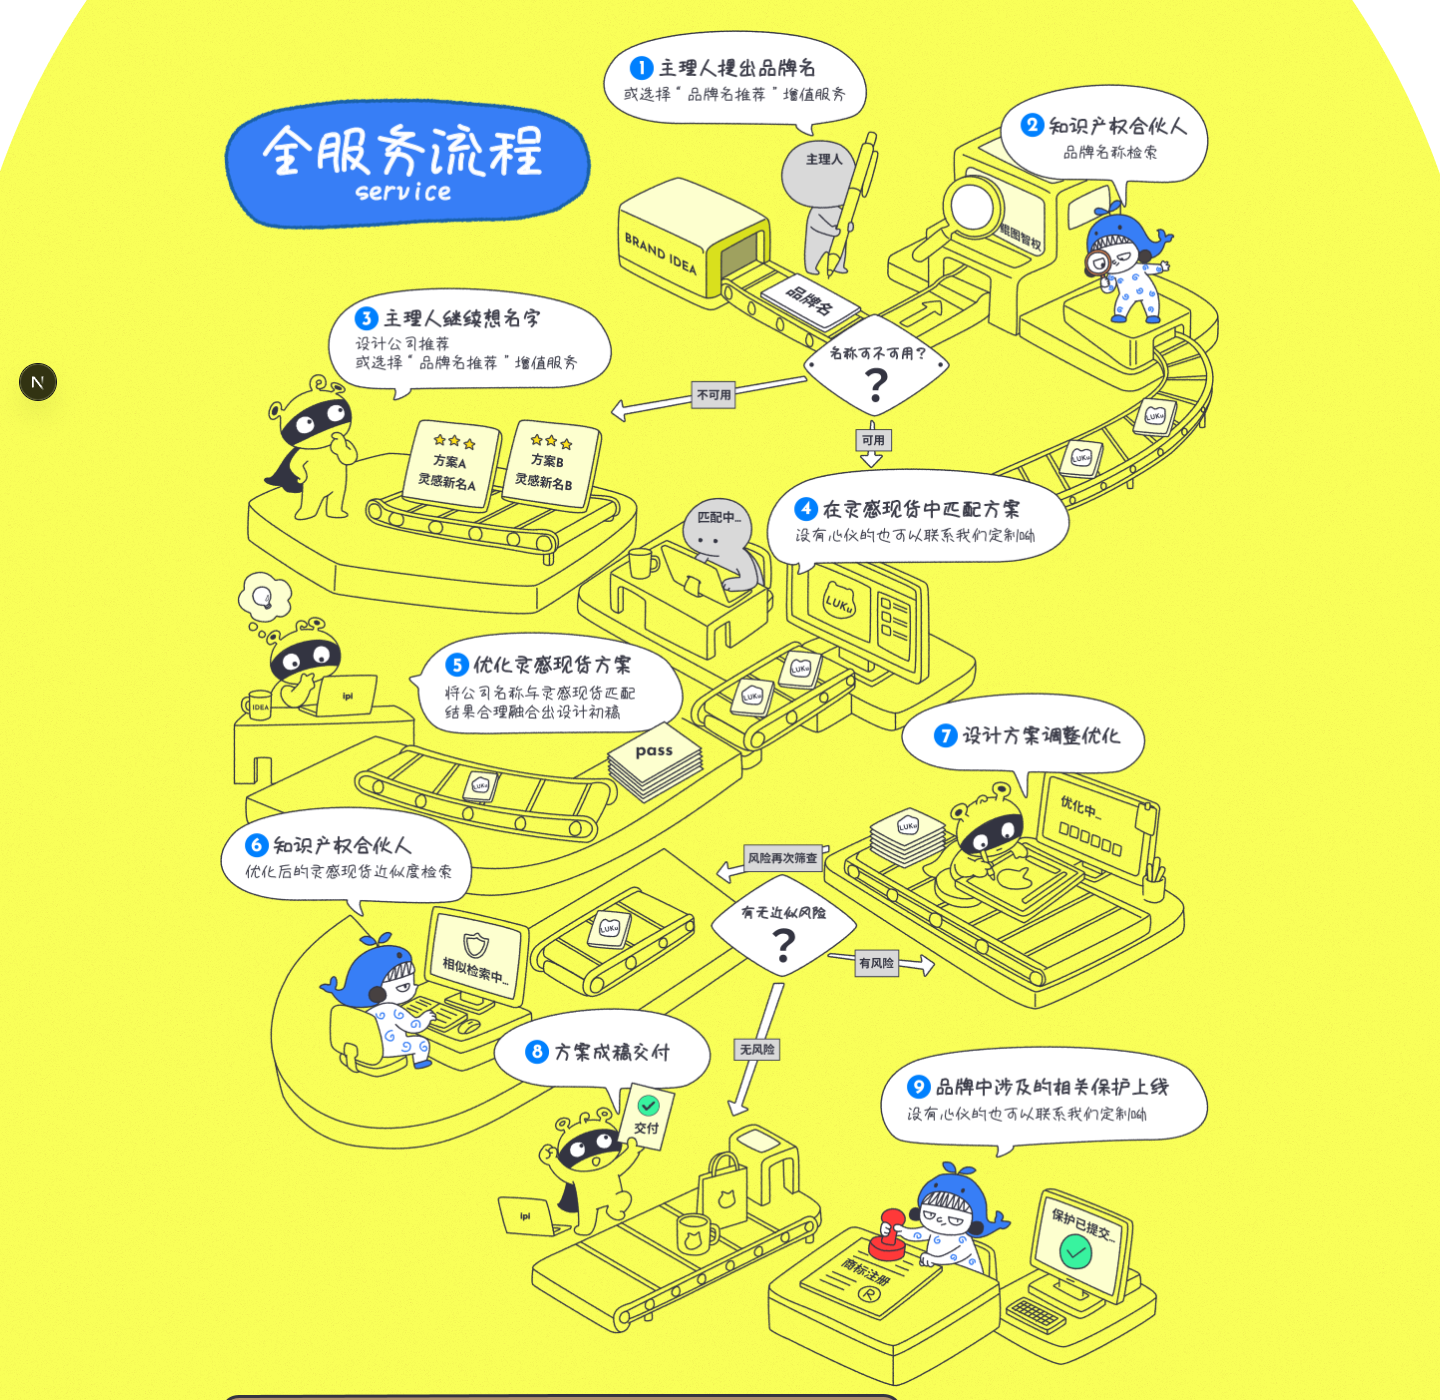 全服务流程
service
1 主理人提出品牌名
或选择“品牌名推荐”增值服务
主理人
BRAND IDEA
品牌名
2 知识产权合伙人
品牌名称检索
鲲图智权
名称可不可用?
?
不可用
可用
3 主理人继续想名字
设计公司推荐
或选择“品牌名推荐”增值服务
方案A
灵感新名A
方案B
灵感新名B
LUKu
LUKu
4 在灵感现货中匹配方案
没有心仪的也可以联系我们定制呦
匹配中...
LUKu
LUKu
LUKu
5 优化灵感现货方案
将公司名称与灵感现货匹配
结果合理融合出设计初稿
ipi
IDEA
pass
LUKu
6 知识产权合伙人
优化后的灵感现货近似度检索
相似检索中...
LUKu
风险再次筛查
有无近似风险
?
有风险
无风险
7 设计方案调整优化
优化中...
LUKu
8 方案成稿交付
交付
ipi
9 品牌中涉及的相关保护上线
没有心仪的也可以联系我们定制呦
商标注册
R
保护已提交...
N